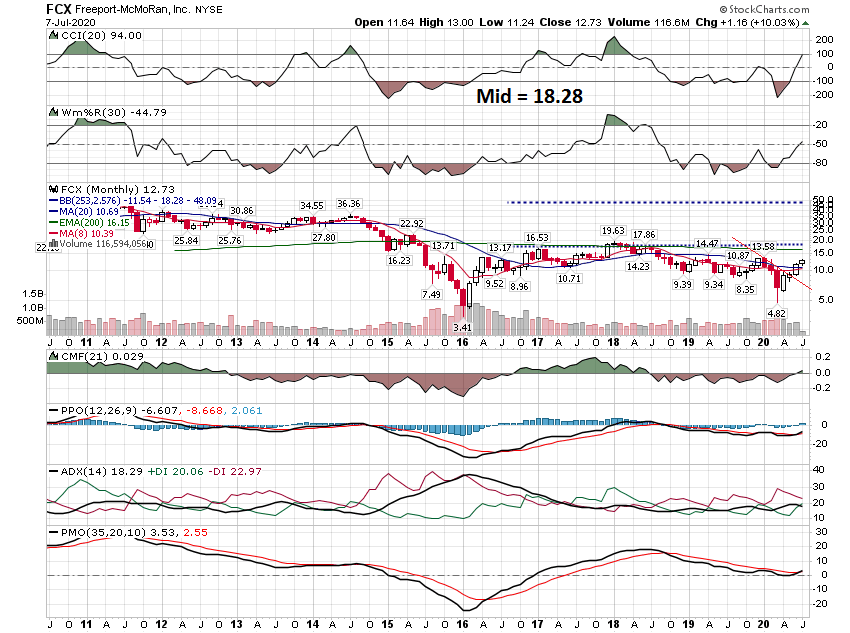 FCX Freeport-McMoRan, Inc. NYSE © StockCharts.com
7-Jul-2020 Open 11.64 High 13.00 Low 11.24 Close 12.73 Volume 116.6M Chg +1.16 (+10.03%)
CCI(20) 94.00
200
100
0
-100
-200
Mid = 18.28
Wm%R(30) -44.79
-20
-50
-80
FCX (Monthly) 12.73
BB(253,2.576) -11.54 - 18.28 - 48.09
MA(20) 10.69
EMA(200) 16.15
MA(8) 10.39
Volume 116,594,056
30.86 34.55 36.36
25.84 25.76 27.80 22.92
16.23 13.71 13.17 16.53 19.63 17.86 14.47 10.87 13.58
7.49 9.52 8.96 10.71 14.23 9.39 9.34 8.35
3.41 4.82
50.0
45.0
40.0
35.0
30.0
25.0
20.0
15.0
10.0
5.0
1.5B
1.0B
500M
J O 11 A J O 12 A J O 13 A J O 14 A J O 15 A J O 16 A J O 17 A J O 18 A J O 19 A J O 20 A J
CMF(21) 0.029
0.2
0.0
-0.2
PPO(12,26,9) -6.607, -8.668, 2.061
0
-20
ADX(14) 18.29 +DI 20.06 -DI 22.97
40
30
20
10
PMO(35,20,10) 3.53, 2.55
30
20
10
0
-10
-20
J O 11 A J O 12 A J O 13 A J O 14 A J O 15 A J O 16 A J O 17 A J O 18 A J O 19 A J O 20 A J